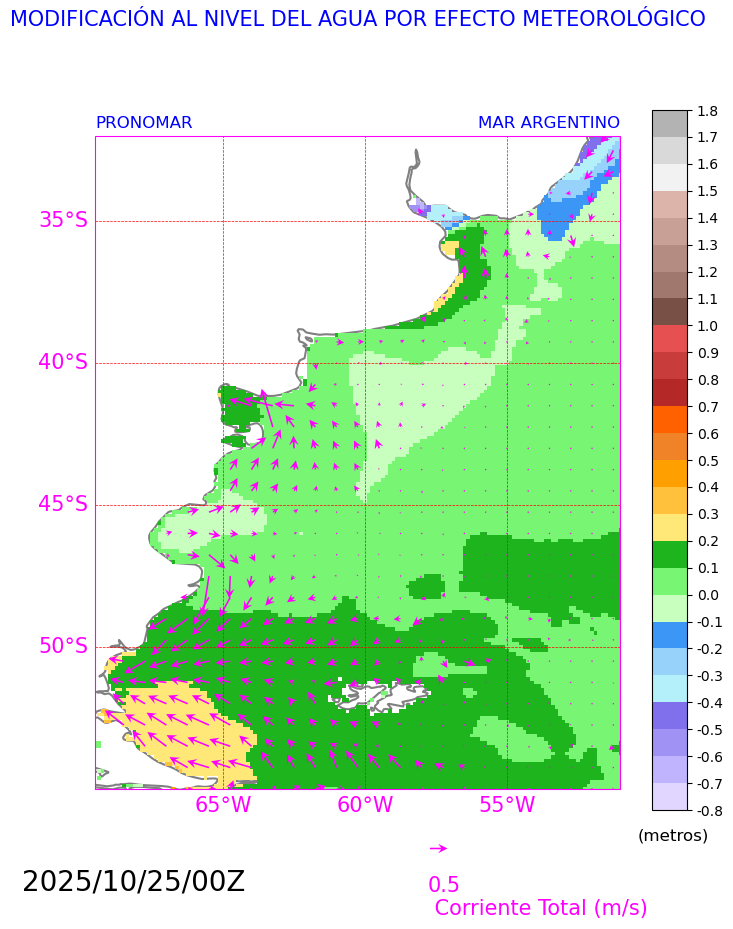 MODIFICACIÓN AL NIVEL DEL AGUA POR EFECTO METEOROLÓGICO
PRONOMAR
MAR ARGENTINO
35°S
40°S
45°S
50°S
65°W
60°W
55°W
1.8
1.7
1.6
1.5
1.4
1.3
1.2
1.1
1.0
0.9
0.8
0.7
0.6
0.5
0.4
0.3
0.2
0.1
0.0
-0.1
-0.2
-0.3
-0.4
-0.5
-0.6
-0.7
-0.8
(metros)
2025/10/25/00Z
0.5
Corriente Total (m/s)